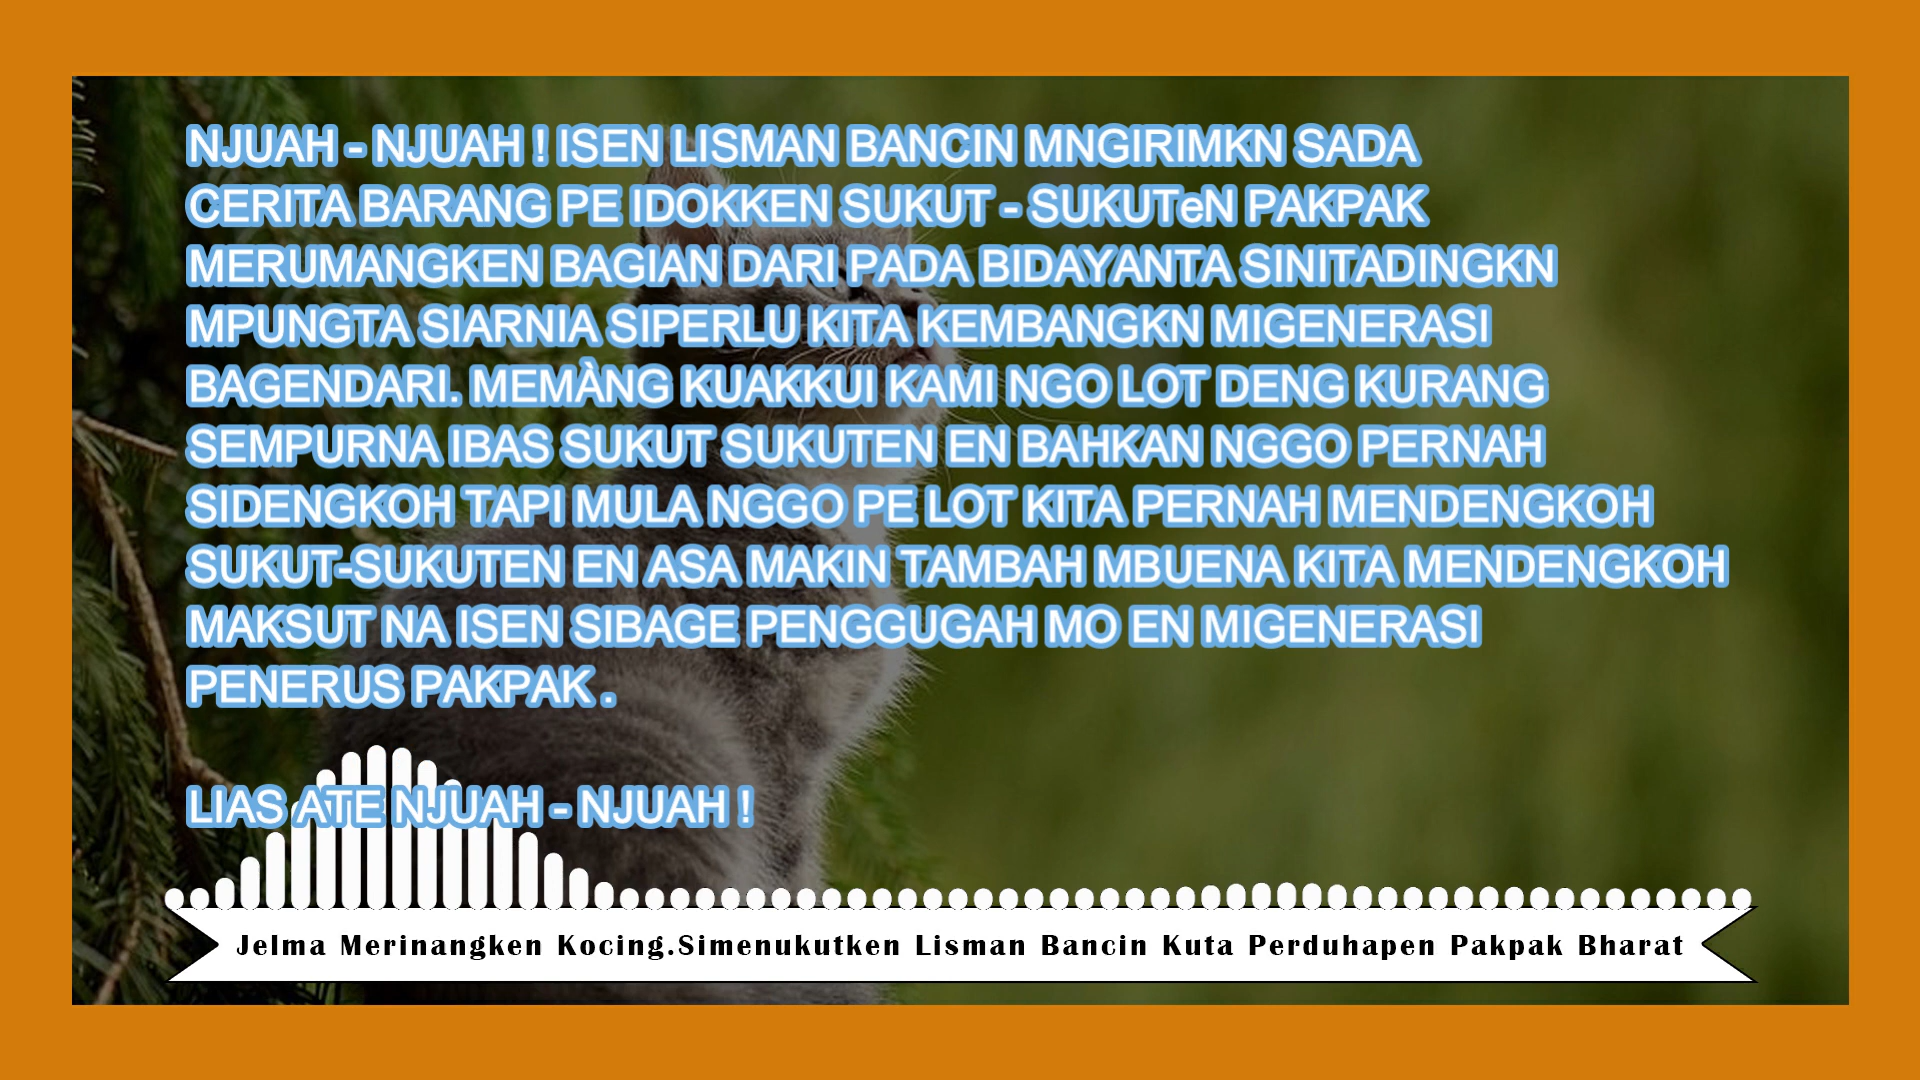 NJUAH - NJUAH ! ISEN LISMAN BANCIN MNGIRIMKN SADA
CERITA BARANG PE IDOKKEN SUKUT - SUKUTeN PAKPAK
MERUMANGKEN BAGIAN DARI PADA BIDAYANTA SINITADINGKN
MPUNGTA SIARNIA SIPERLU KITA KEMBANGKN MIGENERASI
BAGENDARI. MEMÀNG KUAKKUI KAMI NGO LOT DENG KURANG
SEMPURNA IBAS SUKUT SUKUTEN EN BAHKAN NGGO PERNAH
SIDENGKOH TAPI MULA NGGO PE LOT KITA PERNAH MENDENGKOH
SUKUT-SUKUTEN EN ASA MAKIN TAMBAH MBUENA KITA MENDENGKOH
MAKSUT NA ISEN SIBAGE PENGGUGAH MO EN MIGENERASI
PENERUS PAKPAK .
LIAS ATE NJUAH - NJUAH !
Jelma Merinangken Kocing.Simenukutken Lisman Bancin Kuta Perduhapen Pakpak Bharat